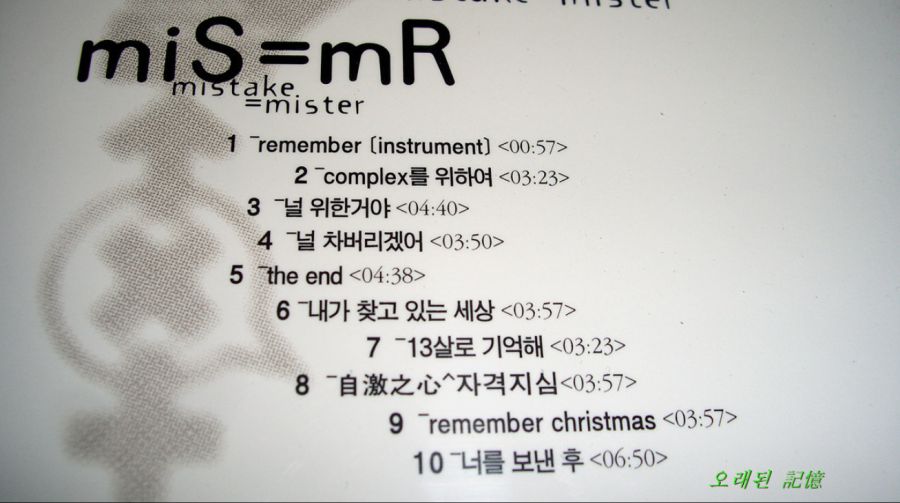 mistake mister
miS=mR
mistake
=mister
1 ¯remember [instrument] <00:57>
2 ¯complex를 위하여 <03:23>
3 ¯널 위한거야 <04:40>
4 ¯널 차버리겠어 <03:50>
5 ¯the end <04:38>
6 ¯내가 찾고 있는 세상 <03:57>
7 ¯13살로 기억해 <03:23>
8 ¯自激之心^자격지심<03:57>
9 ¯remember christmas <03:57>
10 ¯너를 보낸 후 <06:50>
오래된 記憶